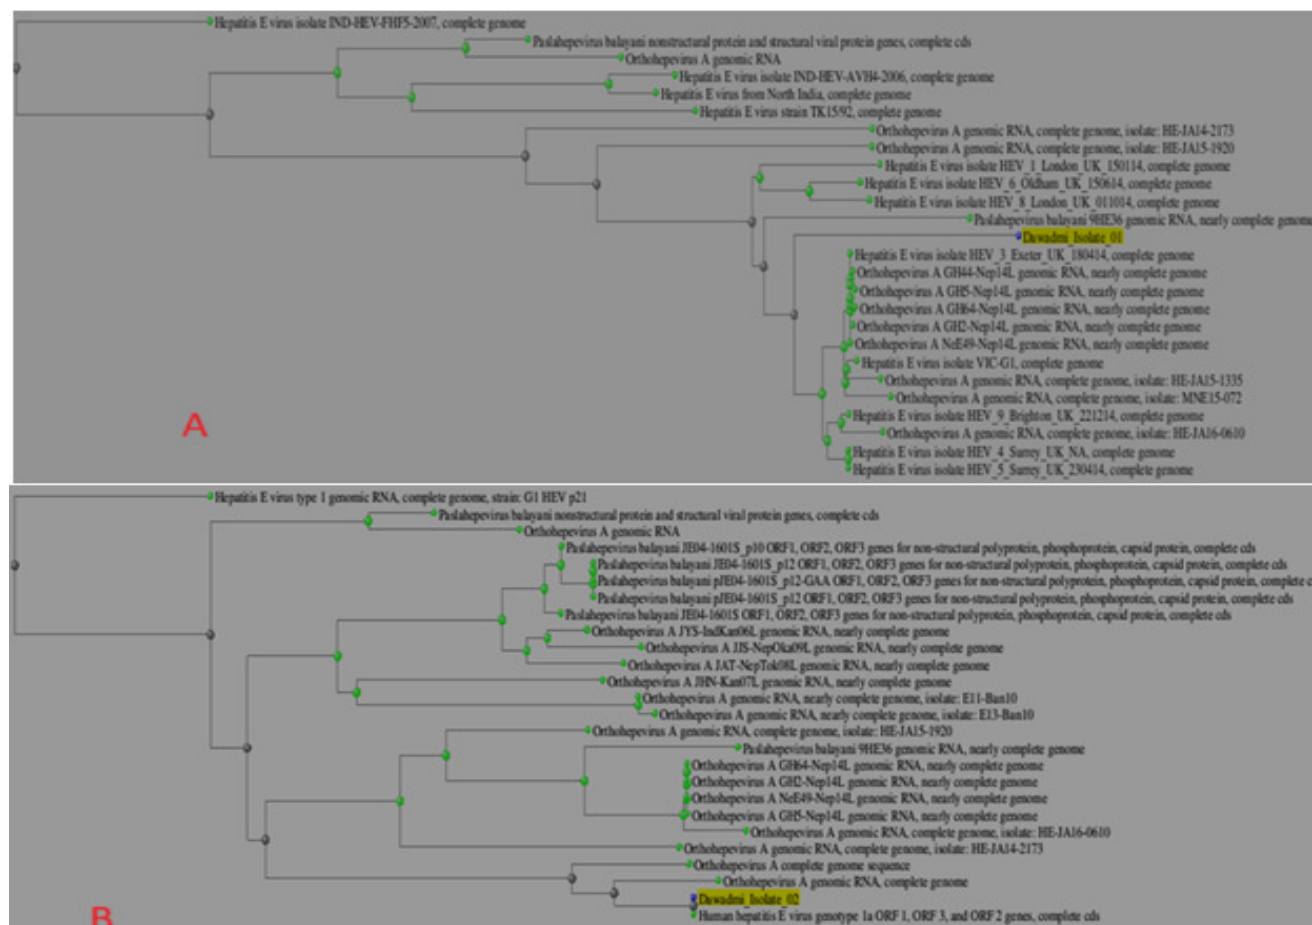 Hepatitis E virus isolate IND-HEV-FHF5-2007, complete genome
Paslahepevirus balayani nonstructural protein and structural viral protein genes, complete cds
Orthohepevirus A genomic RNA
Hepatitis E virus isolate IND-HEV-AVH4-2006, complete genome
Hepatitis E virus from North India, complete genome
Hepatitis E virus strain TK15/92, complete genome
Orthohepevirus A genomic RNA, complete genome, isolate: HE-JA14-2173
Orthohepevirus A genomic RNA, complete genome, isolate: HE-JA15-1920
Hepatitis E virus isolate HEV_1_London_UK_150114, complete genome
Hepatitis E virus isolate HEV_6_Oldham_UK_150614, complete genome
Hepatitis E virus isolate HEV_8_London_UK_011014, complete genome
Paslahepevirus balayani 9HE36 genomic RNA, nearly complete genome
Dawadmi_Isolate_01
Hepatitis E virus isolate HEV_3_Exeter_UK_180414, complete genome
Orthohepevirus A GH44-Nep14L genomic RNA, nearly complete genome
Orthohepevirus A GH5-Nep14L genomic RNA, nearly complete genome
Orthohepevirus A GH64-Nep14L genomic RNA, nearly complete genome
Orthohepevirus A GH2-Nep14L genomic RNA, nearly complete genome
Orthohepevirus A NeE49-Nep14L genomic RNA, nearly complete genome
Hepatitis E virus isolate VIC-G1, complete genome
Orthohepevirus A genomic RNA, complete genome, isolate: HE-JA15-1335
Orthohepevirus A genomic RNA, complete genome, isolate: MNE15-072
Hepatitis E virus isolate HEV_9_Brighton_UK_221214, complete genome
Orthohepevirus A genomic RNA, complete genome, isolate: HE-JA16-0610
Hepatitis E virus isolate HEV_4_Surrey_UK_NA, complete genome
Hepatitis E virus isolate HEV_5_Surrey_UK_230414, complete genome
A
Hepatitis E virus type 1 genomic RNA, complete genome, strain: G1 HEV p21
Paslahepevirus balayani nonstructural protein and structural viral protein genes, complete cds
Orthohepevirus A genomic RNA
Paslahepevirus balayani JE04-1601S_p10 ORF1, ORF2, ORF3 genes for non-structural polyprotein, phosphoprotein, capsid protein, complete cds
Paslahepevirus balayani JE04-1601S_p12 ORF1, ORF2, ORF3 genes for non-structural polyprotein, phosphoprotein, capsid protein, complete cds
Paslahepevirus balayani pJE04-1601S_p12-GAA ORF1, ORF2, ORF3 genes for non-structural polyprotein, phosphoprotein, capsid protein, complete c
Paslahepevirus balayani pJE04-1601S_p12 ORF1, ORF2, ORF3 genes for non-structural polyprotein, phosphoprotein, capsid protein, complete cds
Paslahepevirus balayani JE04-1601S ORF1, ORF2, ORF3 genes for non-structural polyprotein, phosphoprotein, capsid protein, complete cds
Orthohepevirus A JYS-IndKan06L genomic RNA, nearly complete genome
Orthohepevirus A JJS-NepOka09L genomic RNA, nearly complete genome
Orthohepevirus A JAT-NepTok08L genomic RNA, nearly complete genome
Orthohepevirus A JHN-Kan07L genomic RNA, nearly complete genome
Orthohepevirus A genomic RNA, nearly complete genome, isolate: E11-Ban10
Orthohepevirus A genomic RNA, nearly complete genome, isolate: E13-Ban10
Orthohepevirus A genomic RNA, complete genome, isolate: HE-JA15-1920
Paslahepevirus balayani 9HE36 genomic RNA, nearly complete genome
Orthohepevirus A GH64-Nep14L genomic RNA, nearly complete genome
Orthohepevirus A GH2-Nep14L genomic RNA, nearly complete genome
Orthohepevirus A NeE49-Nep14L genomic RNA, nearly complete genome
Orthohepevirus A GH5-Nep14L genomic RNA, nearly complete genome
Orthohepevirus A genomic RNA, complete genome, isolate: HE-JA16-0610
Orthohepevirus A genomic RNA, complete genome, isolate: HE-JA14-2173
Orthohepevirus A complete genome sequence
Orthohepevirus A genomic RNA, complete genome
Dawadmi_Isolate_02
Human hepatitis E virus genotype 1a ORF 1, ORF 3, and ORF 2 genes, complete cds
B